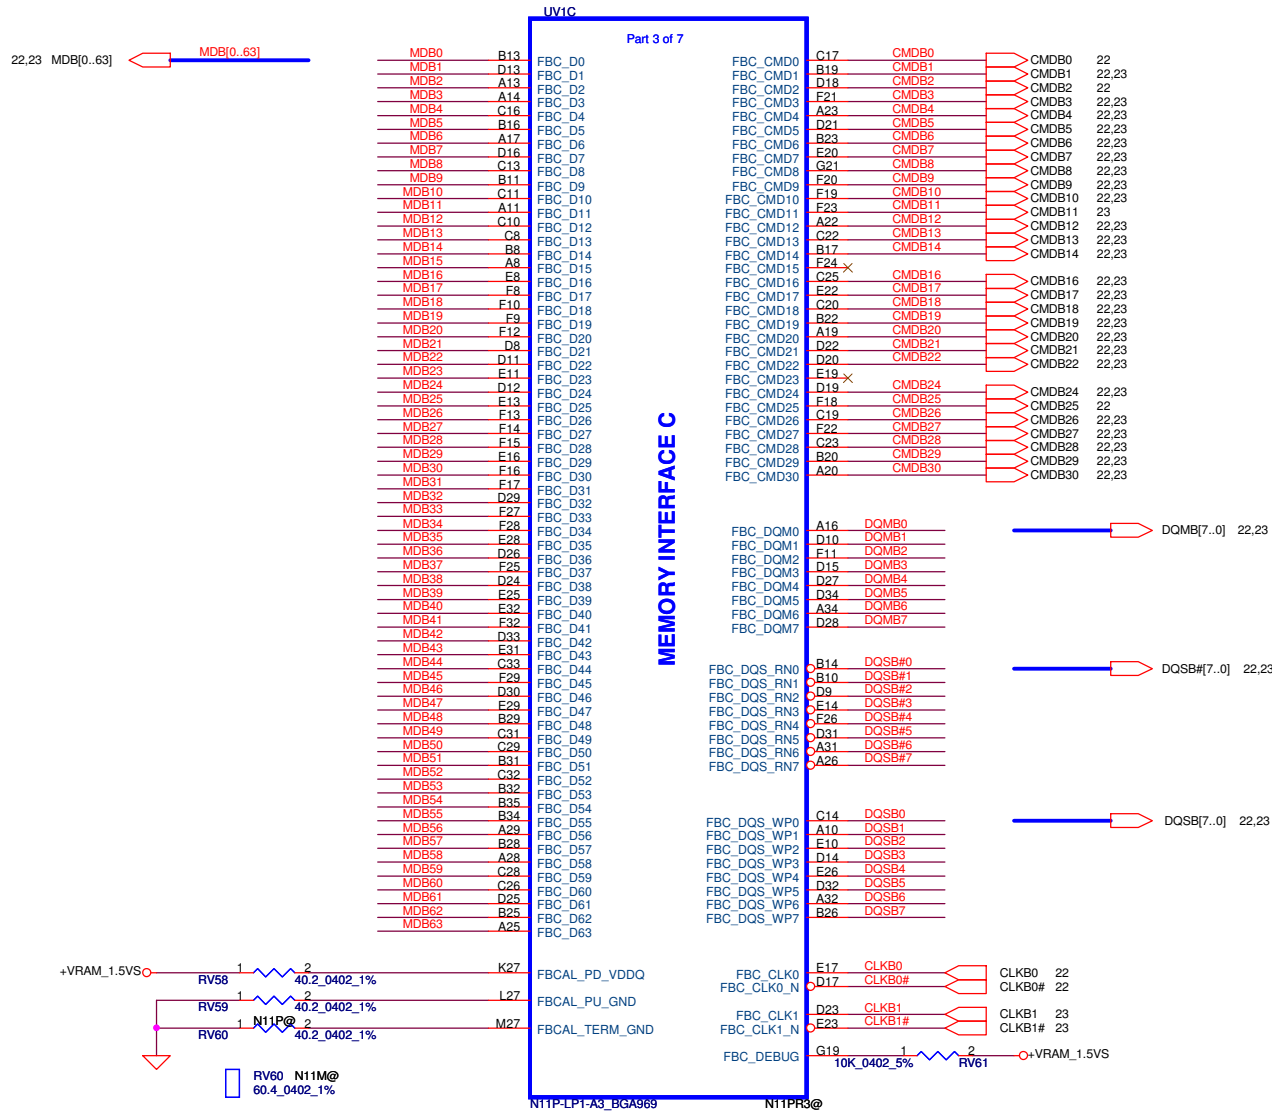 UV1C
Part 3 of 7
22,23 MDB[0..63] MDB[0..63]
MDB0 B13 FBC_D0
MDB1 D13 FBC_D1
MDB2 A13 FBC_D2
MDB3 A14 FBC_D3
MDB4 C16 FBC_D4
MDB5 B16 FBC_D5
MDB6 A17 FBC_D6
MDB7 D16 FBC_D7
MDB8 C13 FBC_D8
MDB9 B11 FBC_D9
MDB10 C11 FBC_D10
MDB11 A11 FBC_D11
MDB12 C10 FBC_D12
MDB13 C8 FBC_D13
MDB14 B8 FBC_D14
MDB15 A8 FBC_D15
MDB16 E8 FBC_D16
MDB17 F8 FBC_D17
MDB18 F10 FBC_D18
MDB19 F9 FBC_D19
MDB20 F12 FBC_D20
MDB21 D8 FBC_D21
MDB22 D11 FBC_D22
MDB23 E11 FBC_D23
MDB24 D12 FBC_D24
MDB25 E13 FBC_D25
MDB26 F13 FBC_D26
MDB27 F14 FBC_D27
MDB28 F15 FBC_D28
MDB29 E16 FBC_D29
MDB30 F16 FBC_D30
MDB31 F17 FBC_D31
MDB32 D29 FBC_D32
MDB33 F27 FBC_D33
MDB34 F28 FBC_D34
MDB35 E28 FBC_D35
MDB36 D26 FBC_D36
MDB37 F25 FBC_D37
MDB38 D24 FBC_D38
MDB39 E25 FBC_D39
MDB40 E32 FBC_D40
MDB41 F32 FBC_D41
MDB42 D33 FBC_D42
MDB43 E31 FBC_D43
MDB44 C33 FBC_D44
MDB45 F29 FBC_D45
MDB46 D30 FBC_D46
MDB47 E29 FBC_D47
MDB48 B29 FBC_D48
MDB49 C31 FBC_D49
MDB50 C29 FBC_D50
MDB51 B31 FBC_D51
MDB52 C32 FBC_D52
MDB53 B32 FBC_D53
MDB54 B35 FBC_D54
MDB55 B34 FBC_D55
MDB56 A29 FBC_D56
MDB57 B28 FBC_D57
MDB58 A28 FBC_D58
MDB59 C28 FBC_D59
MDB60 C26 FBC_D60
MDB61 D25 FBC_D61
MDB62 B25 FBC_D62
MDB63 A25 FBC_D63
+VRAM_1.5VS RV58 1 2 40.2_0402_1% K27 FBCAL_PD_VDDQ
RV59 1 2 40.2_0402_1% L27 FBCAL_PU_GND
N11P@
RV60 1 2 40.2_0402_1% M27 FBCAL_TERM_GND
RV60 N11M@
60.4_0402_1%
MEMORY INTERFACE C
FBC_CMD0 C17 CMDB0 CMDB0 22
FBC_CMD1 B19 CMDB1 CMDB1 22,23
FBC_CMD2 D18 CMDB2 CMDB2 22
FBC_CMD3 F21 CMDB3 CMDB3 22,23
FBC_CMD4 A23 CMDB4 CMDB4 22,23
FBC_CMD5 D21 CMDB5 CMDB5 22,23
FBC_CMD6 B23 CMDB6 CMDB6 22,23
FBC_CMD7 E20 CMDB7 CMDB7 22,23
FBC_CMD8 G21 CMDB8 CMDB8 22,23
FBC_CMD9 F20 CMDB9 CMDB9 22,23
FBC_CMD10 F19 CMDB10 CMDB10 22,23
FBC_CMD11 F23 CMDB11 CMDB11 23
FBC_CMD12 A22 CMDB12 CMDB12 22,23
FBC_CMD13 C22 CMDB13 CMDB13 22,23
FBC_CMD14 B17 CMDB14 CMDB14 22,23
FBC_CMD15 F24
FBC_CMD16 C25 CMDB16 CMDB16 22,23
FBC_CMD17 E22 CMDB17 CMDB17 22,23
FBC_CMD18 C20 CMDB18 CMDB18 22,23
FBC_CMD19 B22 CMDB19 CMDB19 22,23
FBC_CMD20 A19 CMDB20 CMDB20 22,23
FBC_CMD21 D22 CMDB21 CMDB21 22,23
FBC_CMD22 D20 CMDB22 CMDB22 22,23
FBC_CMD23 E19
FBC_CMD24 D19 CMDB24 CMDB24 22,23
FBC_CMD25 F18 CMDB25 CMDB25 22
FBC_CMD26 C19 CMDB26 CMDB26 22,23
FBC_CMD27 F22 CMDB27 CMDB27 22,23
FBC_CMD28 C23 CMDB28 CMDB28 22,23
FBC_CMD29 B20 CMDB29 CMDB29 22,23
FBC_CMD30 A20 CMDB30 CMDB30 22,23
FBC_DQM0 A16 DQMB0 DQMB[7..0] 22,23
FBC_DQM1 D10 DQMB1
FBC_DQM2 F11 DQMB2
FBC_DQM3 D15 DQMB3
FBC_DQM4 D27 DQMB4
FBC_DQM5 D34 DQMB5
FBC_DQM6 A34 DQMB6
FBC_DQM7 D28 DQMB7
FBC_DQS_RN0 B14 DQSB#0 DQSB#[7..0] 22,23
FBC_DQS_RN1 B10 DQSB#1
FBC_DQS_RN2 D9 DQSB#2
FBC_DQS_RN3 E14 DQSB#3
FBC_DQS_RN4 F26 DQSB#4
FBC_DQS_RN5 D31 DQSB#5
FBC_DQS_RN6 A31 DQSB#6
FBC_DQS_RN7 A26 DQSB#7
FBC_DQS_WP0 C14 DQSB0 DQSB[7..0] 22,23
FBC_DQS_WP1 A10 DQSB1
FBC_DQS_WP2 E10 DQSB2
FBC_DQS_WP3 D14 DQSB3
FBC_DQS_WP4 E26 DQSB4
FBC_DQS_WP5 D32 DQSB5
FBC_DQS_WP6 A32 DQSB6
FBC_DQS_WP7 B26 DQSB7
FBC_CLK0 E17 CLKB0 CLKB0 22
FBC_CLK0_N D17 CLKB0# CLKB0# 22
FBC_CLK1 D23 CLKB1 CLKB1 23
FBC_CLK1_N E23 CLKB1# CLKB1# 23
FBC_DEBUG G19 10K_0402_5% 1 2 RV61 +VRAM_1.5VS
N11P-LP1-A3_BGA969 N11PR3@